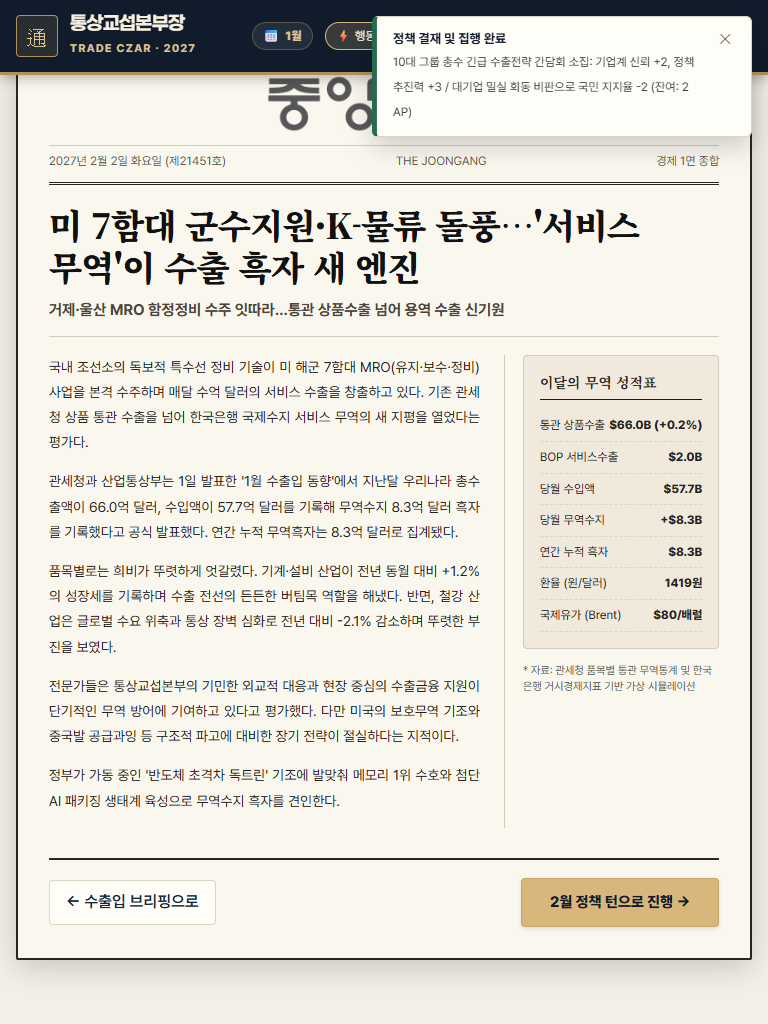 通
통상교섭본부장
TRADE CZAR · 2027
1월
행동
정책 결재 및 집행 완료
10대 그룹 총수 긴급 수출전략 간담회 소집: 기업계 신뢰 +2, 정책
추진력 +3 / 대기업 밀실 회동 비판으로 국민 지지율 -2 (잔여: 2
AP)
중앙
2027년 2월 2일 화요일 (제21451호)
THE JOONGANG
경제 1면 종합
미 7함대 군수지원·K-물류 돌풍…'서비스
무역'이 수출 흑자 새 엔진
거제·울산 MRO 함정정비 수주 잇따라…통관 상품수출 넘어 용역 수출 신기원
국내 조선소의 독보적 특수선 정비 기술이 미 해군 7함대 MRO(유지·보수·정비)
사업을 본격 수주하며 매달 수억 달러의 서비스 수출을 창출하고 있다. 기존 관세
청 상품 통관 수출을 넘어 한국은행 국제수지 서비스 무역의 새 지평을 열었다는
평가다.
관세청과 산업통상부는 1일 발표한 '1월 수출입 동향'에서 지난달 우리나라 총수
출액이 66.0억 달러, 수입액이 57.7억 달러를 기록해 무역수지 8.3억 달러 흑자
를 기록했다고 공식 발표했다. 연간 누적 무역흑자는 8.3억 달러로 집계됐다.
품목별로는 희비가 뚜렷하게 엇갈렸다. 기계·설비 산업이 전년 동월 대비 +1.2%
의 성장세를 기록하며 수출 전선의 든든한 버팀목 역할을 해냈다. 반면, 철강 산
업은 글로벌 수요 위축과 통상 장벽 심화로 전년 대비 -2.1% 감소하며 뚜렷한 부
진을 보였다.
전문가들은 통상교섭본부의 기민한 외교적 대응과 현장 중심의 수출금융 지원이
단기적인 무역 방어에 기여하고 있다고 평가했다. 다만 미국의 보호무역 기조와
중국발 공급과잉 등 구조적 파고에 대비한 장기 전략이 절실하다는 지적이다.
정부가 가동 중인 '반도체 초격차 독트린' 기조에 발맞춰 메모리 1위 수호와 첨단
AI 패키징 생태계 육성으로 무역수지 흑자를 견인한다.
이달의 무역 성적표
통관 상품수출 $66.0B (+0.2%)
BOP 서비스수출 $2.0B
당월 수입액 $57.7B
당월 무역수지 +$8.3B
연간 누적 흑자 $8.3B
환율 (원/달러) 1419원
국제유가 (Brent) $80/배럴
* 자료: 관세청 품목별 통관 무역통계 및 한국
은행 거시경제지표 기반 가상 시뮬레이션
← 수출입 브리핑으로
2월 정책 턴으로 진행 →